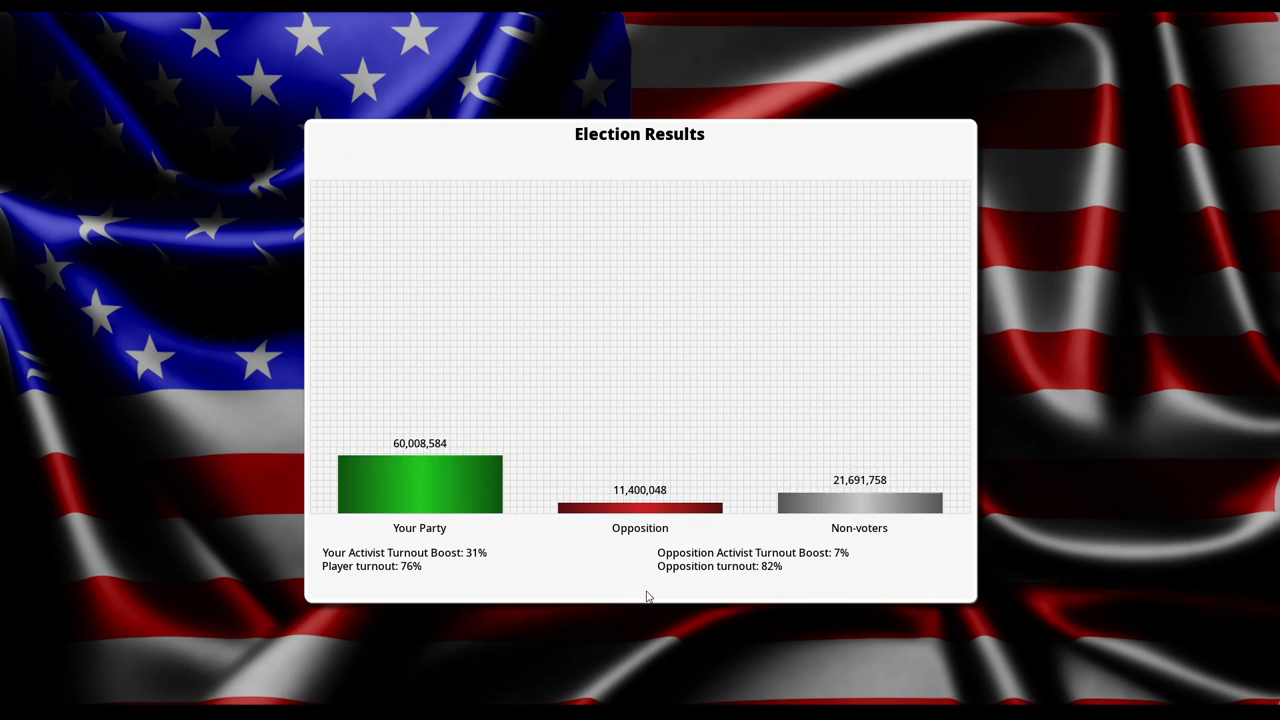 Election Results
60,008,584
11,400,048
21,691,758
Your Party
Opposition
Non-voters
Your Activist Turnout Boost: 31%
Player turnout: 76%
Opposition Activist Turnout Boost: 7%
Opposition turnout: 82%